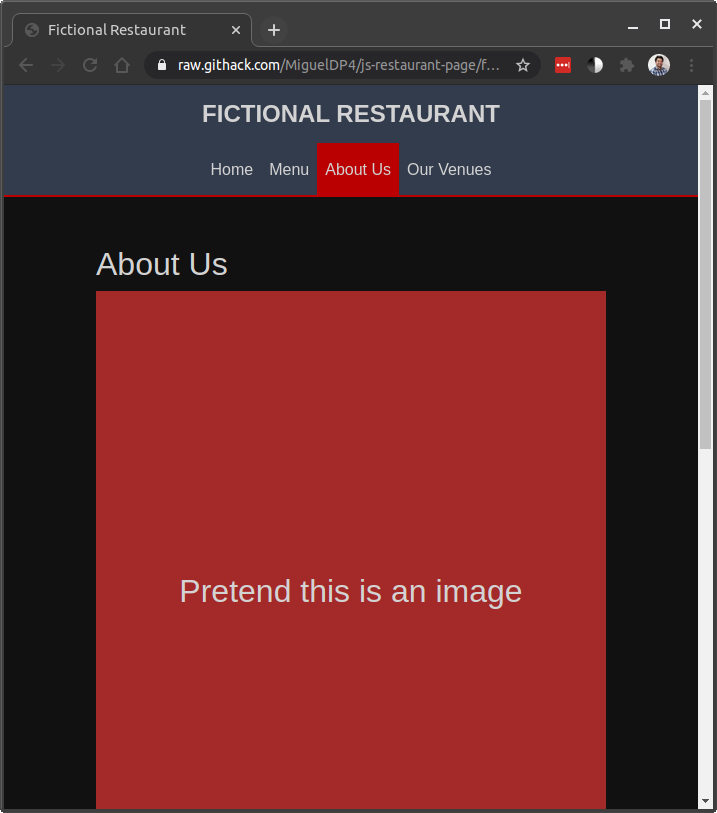 Fictional Restaurant
raw.githack.com/MiguelDP4/js-restaurant-page/f…
FICTIONAL RESTAURANT
Home Menu About Us Our Venues
About Us
Pretend this is an image